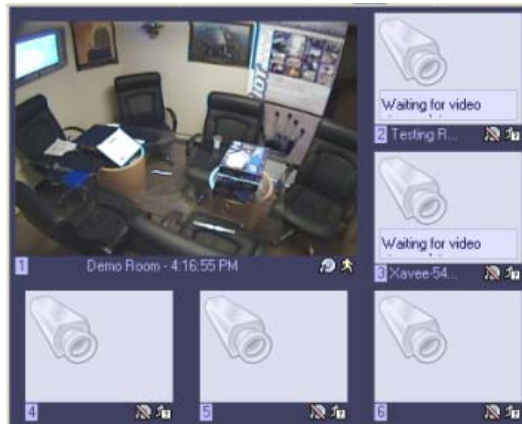 Waiting for video
2 Testing R...
Waiting for video
1 Demo Room - 4:16:55 PM
3 Xavee-54...
4
5
6